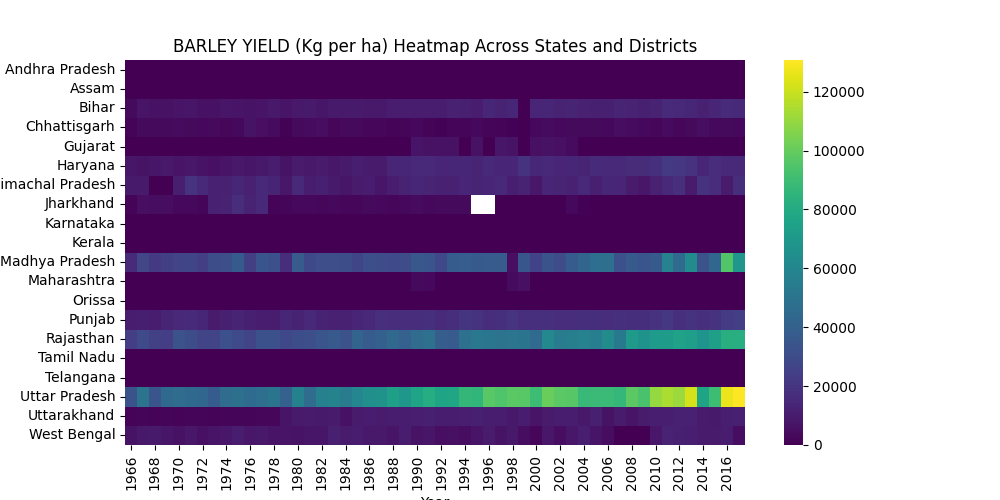 BARLEY YIELD (Kg per ha) Heatmap Across States and Districts
Andhra Pradesh
Assam
Bihar
Chhattisgarh
Gujarat
Haryana
imachal Pradesh
Jharkhand
Karnataka
Kerala
Madhya Pradesh
Maharashtra
Orissa
Punjab
Rajasthan
Tamil Nadu
Telangana
Uttar Pradesh
Uttarakhand
West Bengal
1966 1968 1970 1972 1974 1976 1978 1980 1982 1984 1986 1988 1990 1992 1994 1996 1998 2000 2002 2004 2006 2008 2010 2012 2014 2016
Year
120000
100000
80000
60000
40000
20000
0